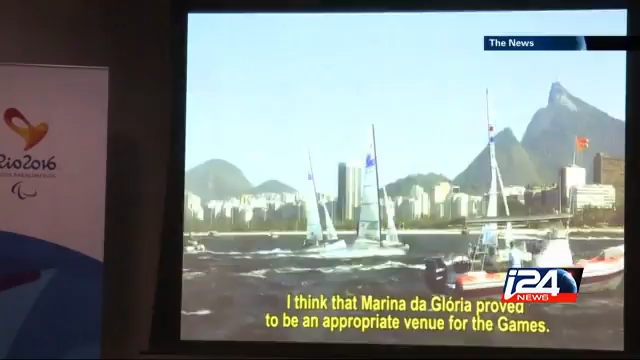 The News
Rio2016
I think that Marina da Glória proved
to be an appropriate venue for the Games.
i24
NEWS